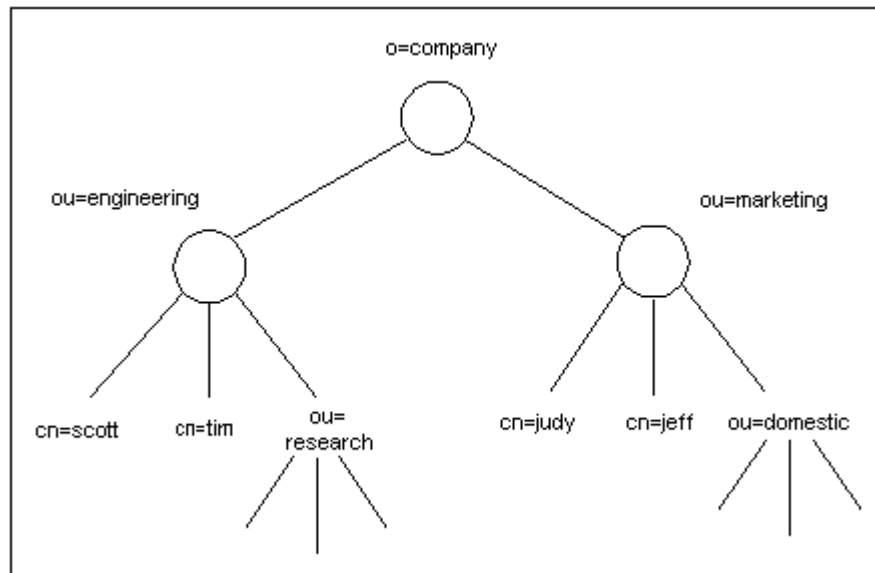 o=company
ou=engineering
ou=marketing
cn=scott
cn=tim
ou=
research
cn=judy
cn=jeff
ou=domestic